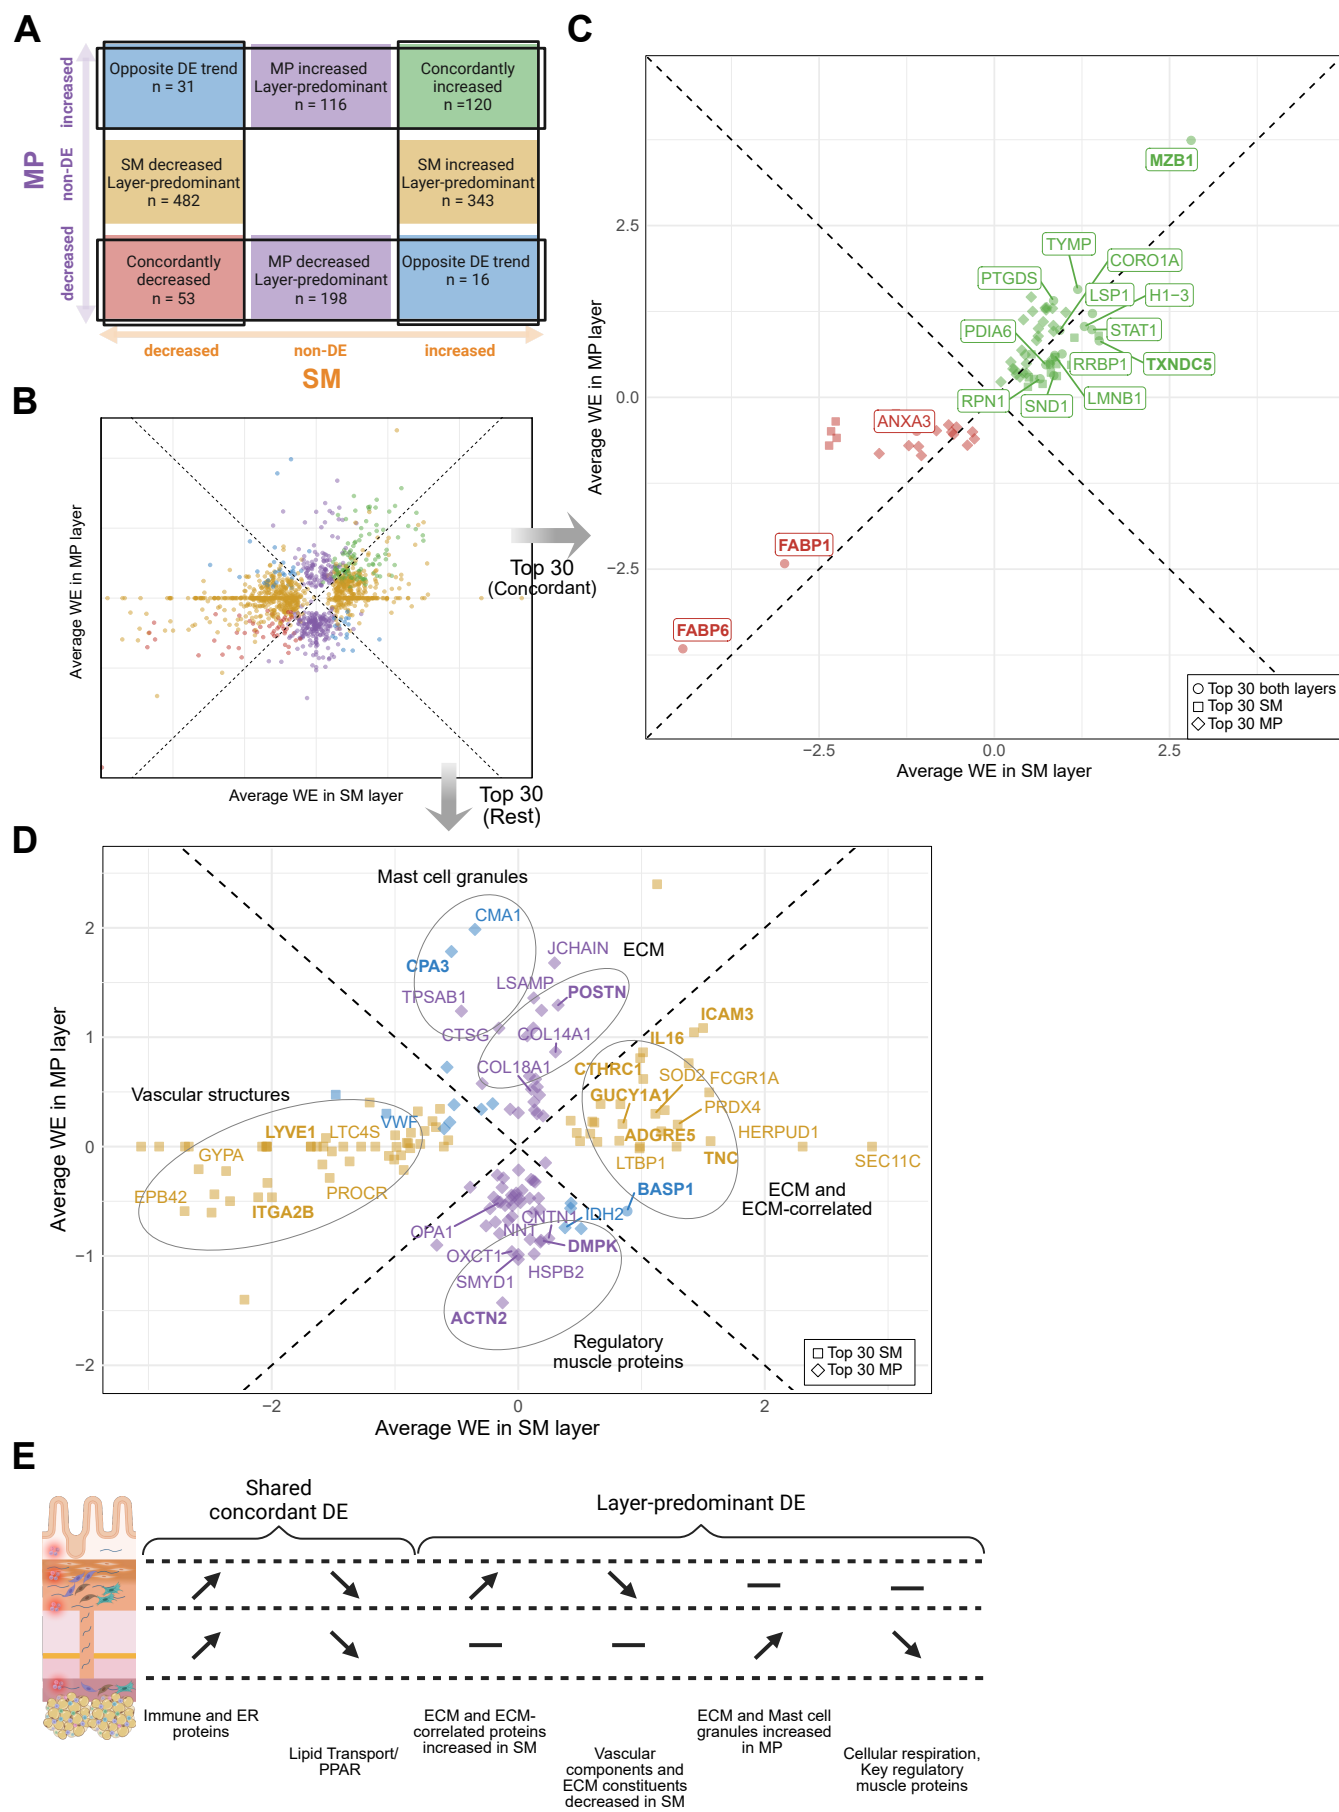 A
MP
increased
non-DE
decreased
Opposite DE trend
n = 31
MP increased
Layer-predominant
n = 116
Concordantly
increased
n =120
SM decreased
Layer-predominant
n = 482
SM increased
Layer-predominant
n = 343
Concordantly
decreased
n = 53
MP decreased
Layer-predominant
n = 198
Opposite DE trend
n = 16
decreased
non-DE
increased
SM
B
Average WE in MP layer
Average WE in SM layer
Top 30
(Concordant)
Top 30
(Rest)
C
Average WE in MP layer
2.5
0.0
−2.5
MZB1
TYMP
CORO1A
PTGDS
LSP1
H1−3
PDIA6
STAT1
RRBP1
TXNDC5
RPN1
SND1
LMNB1
ANXA3
FABP1
FABP6
Top 30 both layers
Top 30 SM
Top 30 MP
−2.5
0.0
2.5
Average WE in SM layer
D
Average WE in MP layer
2
1
0
−1
−2
Mast cell granules
CMA1
CPA3
TPSAB1
CTSG
JCHAIN
ECM
LSAMP
POSTN
COL14A1
COL18A1
ICAM3
IL16
CTHRC1
SOD2
FCGR1A
GUCY1A1
PRDX4
ADGRE5
HERPUD1
LTBP1
TNC
SEC11C
BASP1
ECM and
ECM-correlated
Vascular structures
VWF
LYVE1
LTC4S
GYPA
EPB42
PROCR
ITGA2B
OPA1
CNTN1
IDH2
NNT
OXCT1
DMPK
SMYD1
HSPB2
ACTN2
Regulatory
muscle proteins
Top 30 SM
Top 30 MP
−2
0
2
Average WE in SM layer
E
Shared
concordant DE
Layer-predominant DE
Immune and ER
proteins
Lipid Transport/
PPAR
ECM and ECM-
correlated proteins
increased in SM
Vascular
components and
ECM constituents
decreased in SM
ECM and Mast cell
granules increased
in MP
Cellular respiration,
Key regulatory
muscle proteins